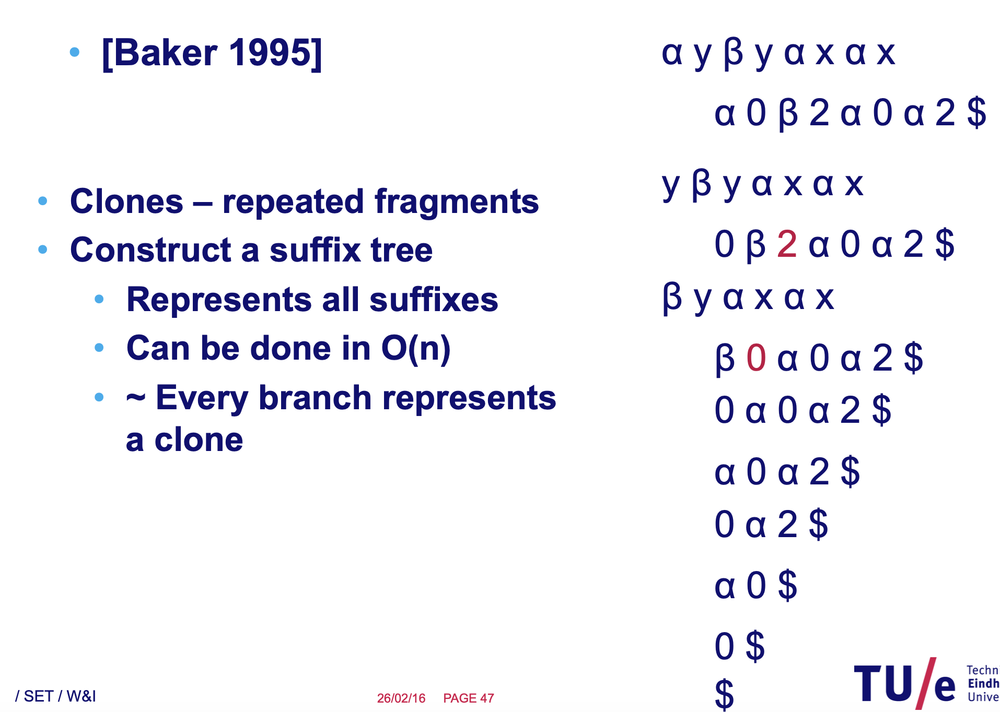 • [Baker 1995]
• Clones – repeated fragments
• Construct a suffix tree
• Represents all suffixes
• Can be done in O(n)
• ~ Every branch represents
a clone
α y β y α x α x
α 0 β 2 α 0 α 2 $
y β y α x α x
0 β 2 α 0 α 2 $
β y α x α x
β 0 α 0 α 2 $
0 α 0 α 2 $
α 0 α 2 $
0 α 2 $
α 0 $
0 $
$
/ SET / W&I
26/02/16 PAGE 47
TU/e
Techni
Eindh
Unive